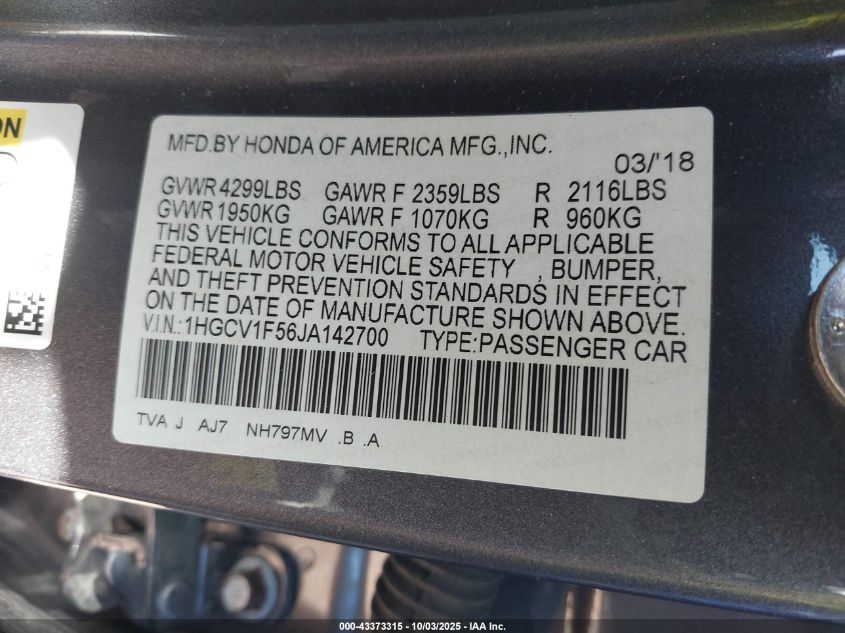 ON
MFD.BY HONDA OF AMERICA MFG.,INC.
03/'18
GVWR 4299LBS GAWR F 2359LBS R 2116LBS
GVWR 1950KG GAWR F 1070KG R 960KG
THIS VEHICLE CONFORMS TO ALL APPLICABLE
FEDERAL MOTOR VEHICLE SAFETY , BUMPER,
AND THEFT PREVENTION STANDARDS IN EFFECT
ON THE DATE OF MANUFACTURE SHOWN ABOVE.
V.I.N.:1HGCV1F56JA142700 TYPE:PASSENGER CAR
TVA J AJ7 NH797MV .B .A
000-43373315 - 10/03/2025 - IAA Inc.